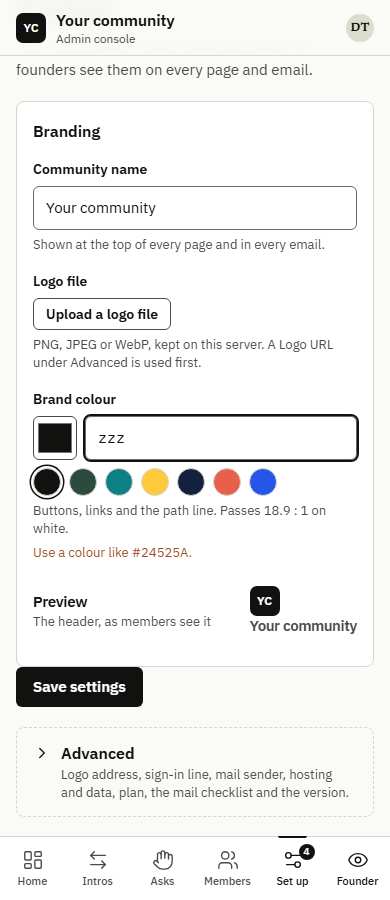 YC
Your community
Admin console
DT
founders see them on every page and email.
Branding
Community name
Your community
Shown at the top of every page and in every email.
Logo file
Upload a logo file
PNG, JPEG or WebP, kept on this server. A Logo URL
under Advanced is used first.
Brand colour
zzz
Buttons, links and the path line. Passes 18.9 : 1 on
white.
Use a colour like #24525A.
Preview
The header, as members see it
YC
Your community
Save settings
Advanced
Logo address, sign-in line, mail sender, hosting
and data, plan, the mail checklist and the version.
4
Home
Intros
Asks
Members
Set up
Founder